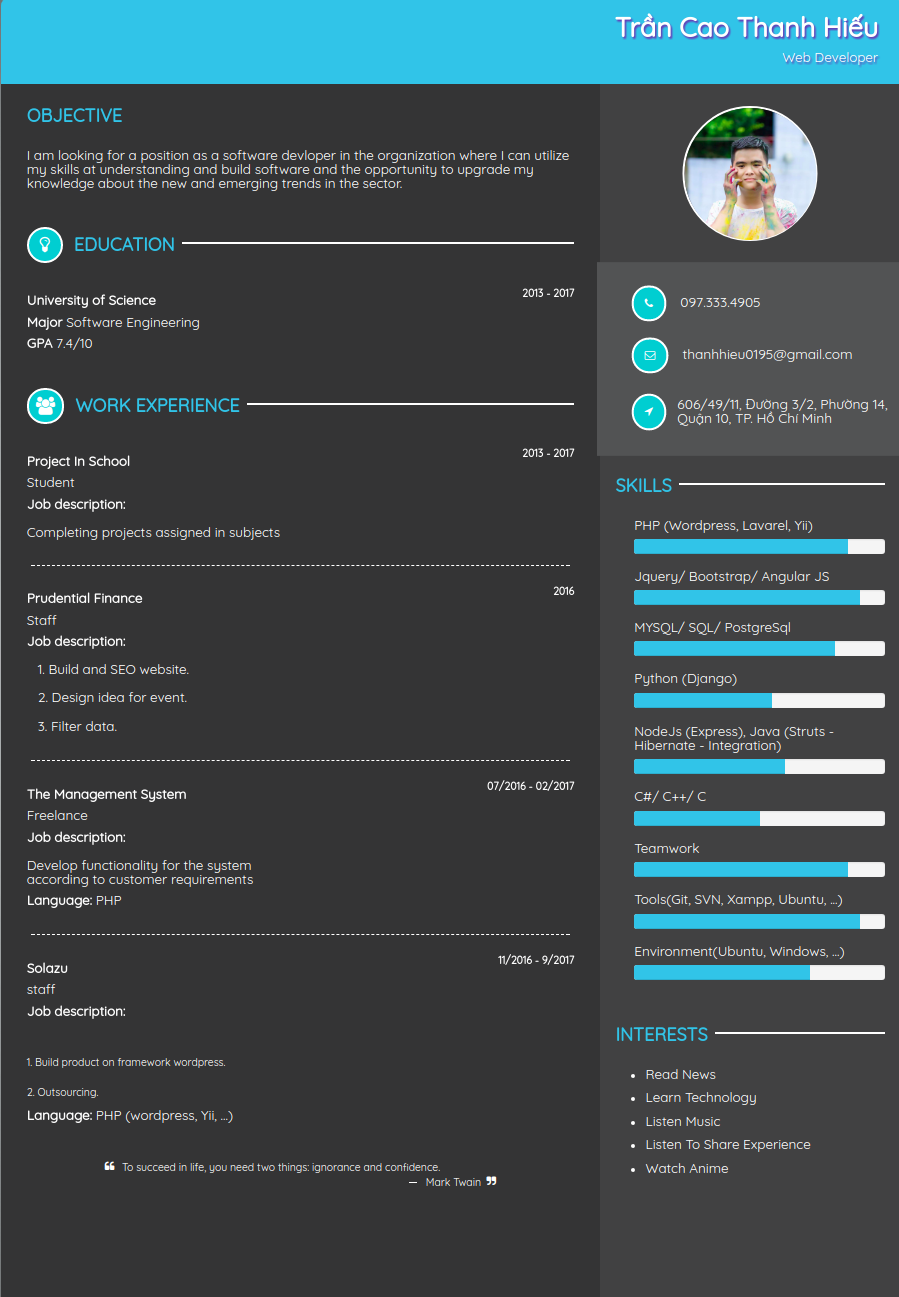 Trần Cao Thanh Hiếu
Web Developer
OBJECTIVE
I am looking for a position as a software devloper in the organization where I can utilize
my skills at understanding and build software and the opportunity to upgrade my
knowledge about the new and emerging trends in the sector.
EDUCATION
University of Science 2013 - 2017
Major Software Engineering
GPA 7.4/10
WORK EXPERIENCE
Project In School 2013 - 2017
Student
Job description:
Completing projects assigned in subjects
Prudential Finance 2016
Staff
Job description:
1. Build and SEO website.
2. Design idea for event.
3. Filter data.
The Management System 07/2016 - 02/2017
Freelance
Job description:
Develop functionality for the system
according to customer requirements
Language: PHP
Solazu 11/2016 - 9/2017
staff
Job description:
1. Build product on framework wordpress.
2. Outsourcing.
Language: PHP (wordpress, Yii, ...)
❝ To succeed in life, you need two things: ignorance and confidence.
— Mark Twain ❞
097.333.4905
thanhhieu0195@gmail.com
606/49/11, Đường 3/2, Phường 14,
Quận 10, TP. Hồ Chí Minh
SKILLS
PHP (Wordpress, Lavarel, Yii)
Jquery/ Bootstrap/ Angular JS
MYSQL/ SQL/ PostgreSql
Python (Django)
NodeJs (Express), Java (Struts -
Hibernate - Integration)
C#/ C++/ C
Teamwork
Tools(Git, SVN, Xampp, Ubuntu, ...)
Environment(Ubuntu, Windows, ...)
INTERESTS
• Read News
• Learn Technology
• Listen Music
• Listen To Share Experience
• Watch Anime